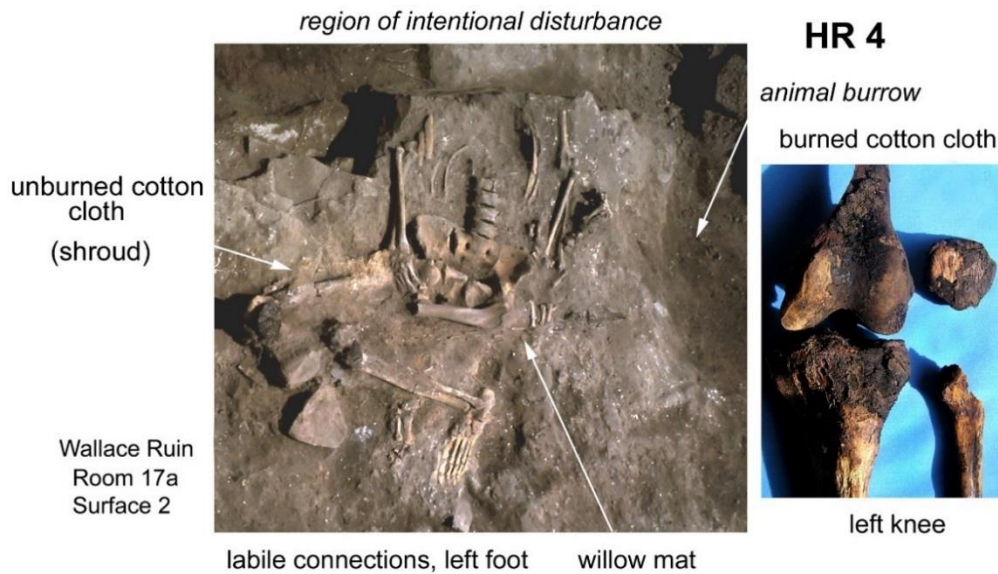 region of intentional disturbance
HR 4
animal burrow
burned cotton cloth
unburned cotton
cloth
(shroud)
Wallace Ruin
Room 17a
Surface 2
left knee
labile connections, left foot
willow mat